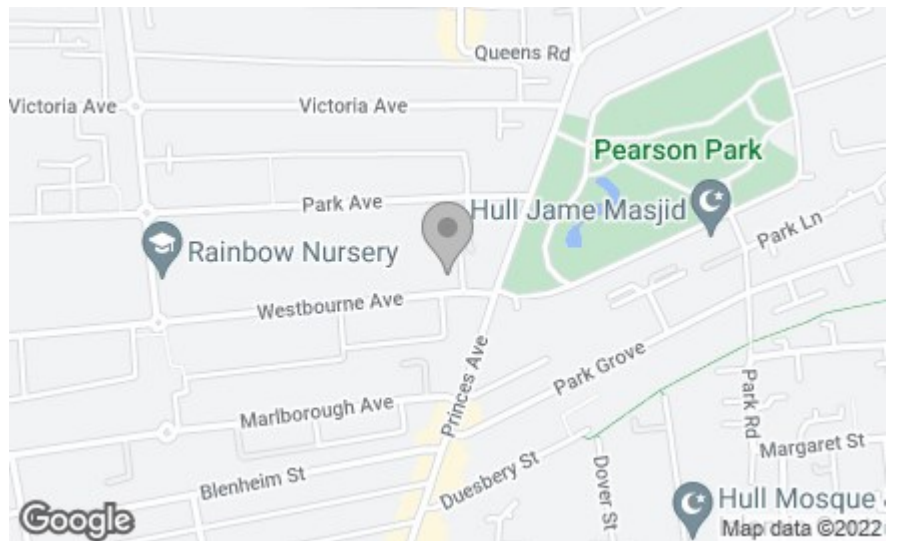 Queens Rd
Victoria Ave
Victoria Ave
Pearson Park
Park Ave
Hull Jame Masjid
Park Ln
Rainbow Nursery
Westbourne Ave
Princes Ave
Park Grove
Park Rd
Marlborough Ave
Margaret St
Blenheim St
Duesbery St
Dover St
Hull Mosque
Google
Map data ©2022